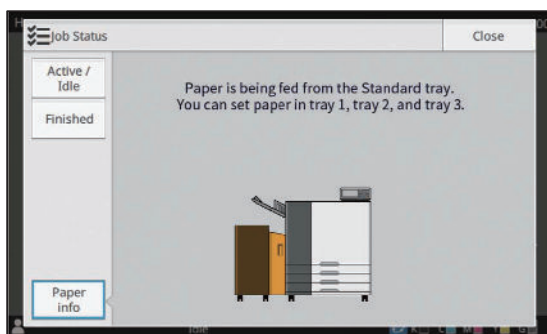 Job Status
Close
Active /
Idle
Finished
Paper is being fed from the Standard tray.
You can set paper in tray 1, tray 2, and tray 3.
Paper
info
Idle